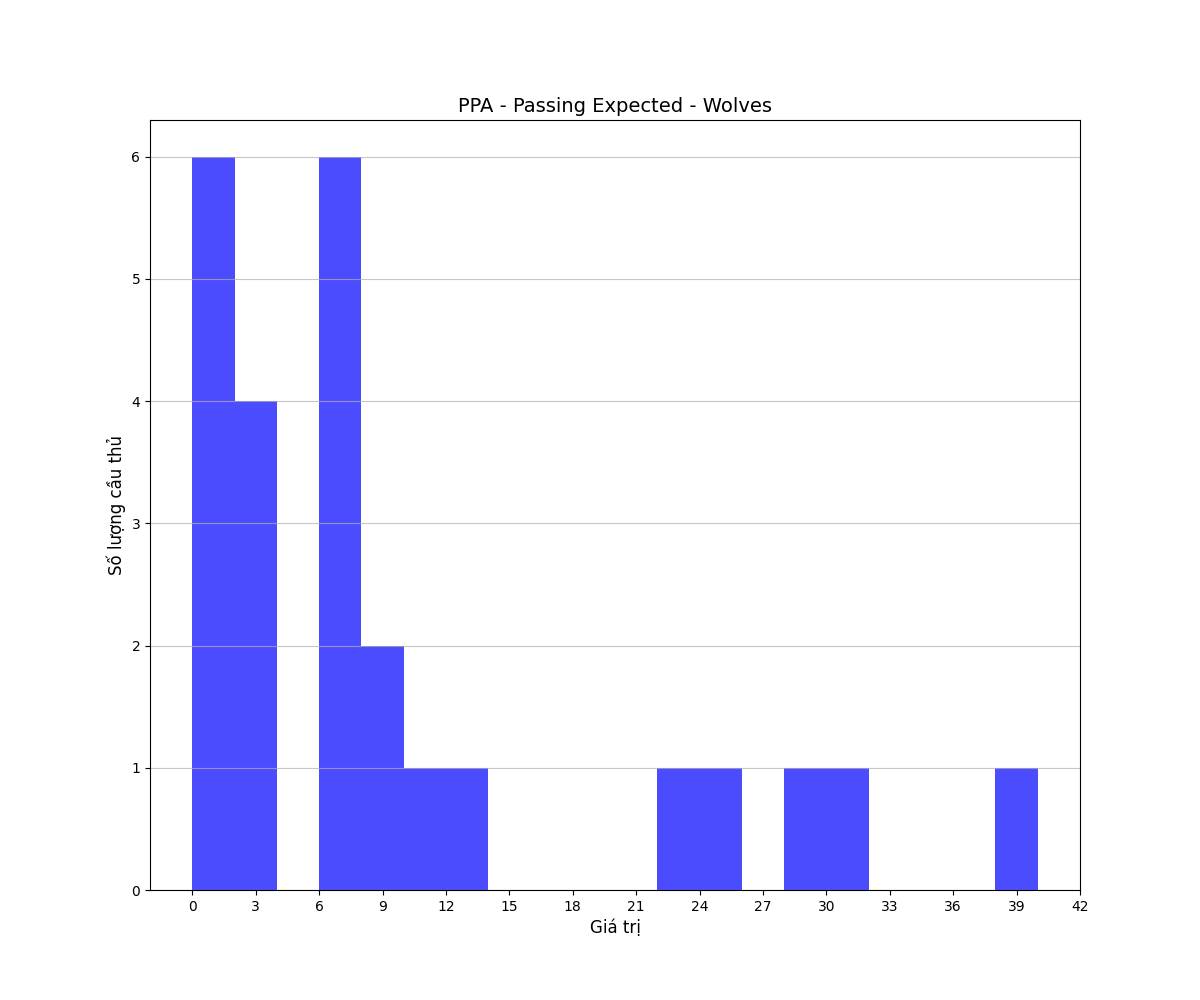 PPA - Passing Expected - Wolves
Số lượng cầu thủ
6
5
4
3
2
1
0
0 3 6 9 12 15 18 21 24 27 30 33 36 39 42
Giá trị